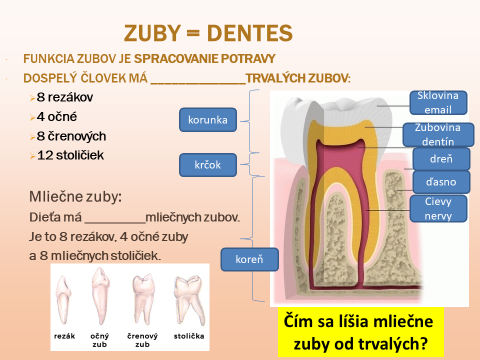 ZUBY = DENTES
FUNKCIA ZUBOV JE SPRACOVANIE POTRAVY
DOSPELÝ ČLOVEK MÁ _______________TRVALÝCH ZUBOV:
8 rezákov
4 očné
8 črenových
12 stoličiek
korunka
krčok
koreň
Sklovina
email
Zubovina
dentín
dreň
ďasno
Cievy
nervy
Mliečne zuby:
Dieťa má __________mliečnych zubov.
Je to 8 rezákov, 4 očné zuby
a 8 mliečnych stoličiek.
rezák
očný
zub
črenový
zub
stolička
Čím sa líšia mliečne
zuby od trvalých?